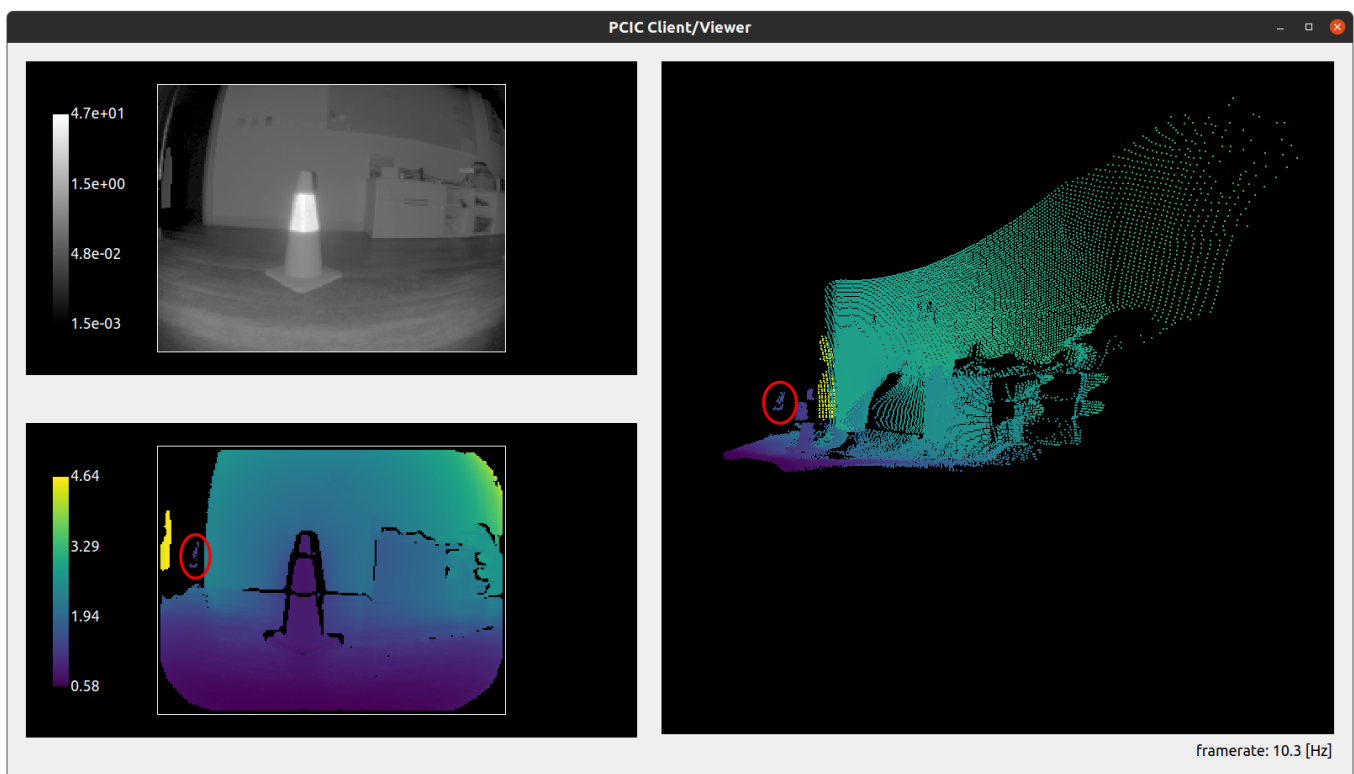 PCIC Client/Viewer
4.7e+01
1.5e+00
4.8e-02
1.5e-03
4.64
3.29
1.94
0.58
framerate: 10.3 [Hz]